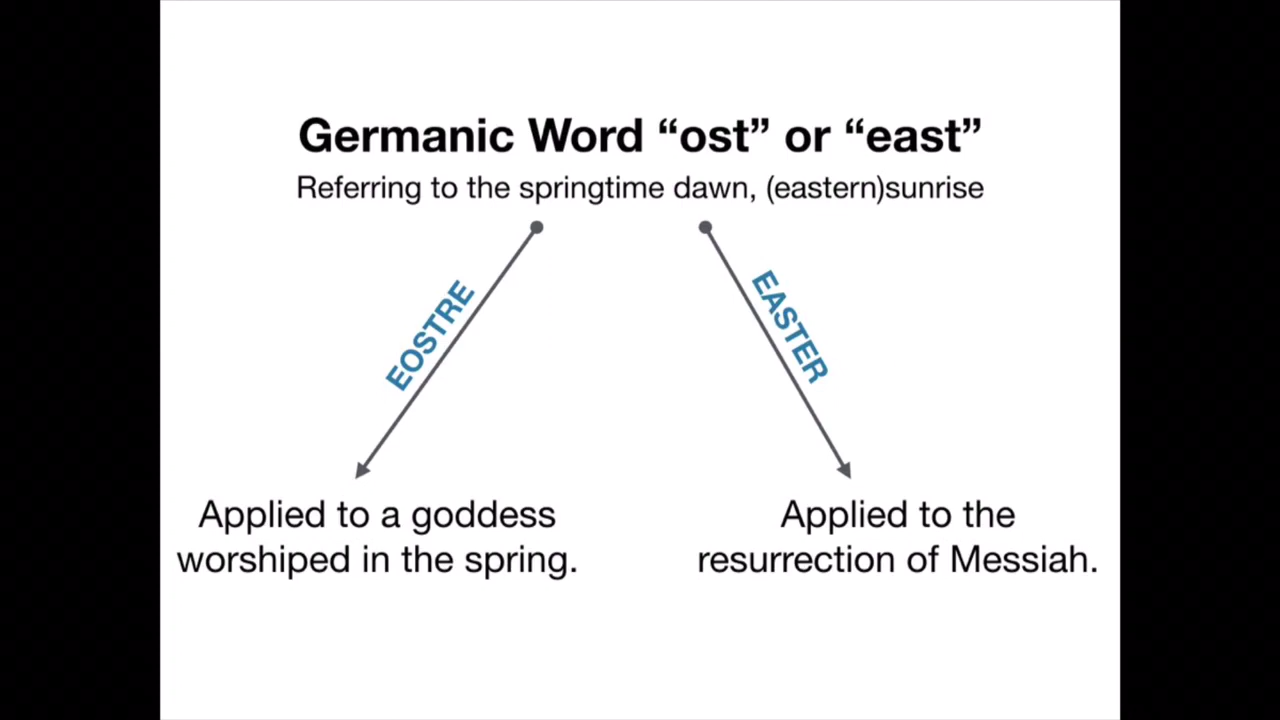 Germanic Word “ost” or “east”
Referring to the springtime dawn, (eastern)sunrise
EOSTRE
EASTER
Applied to a goddess
worshiped in the spring.
Applied to the
resurrection of Messiah.